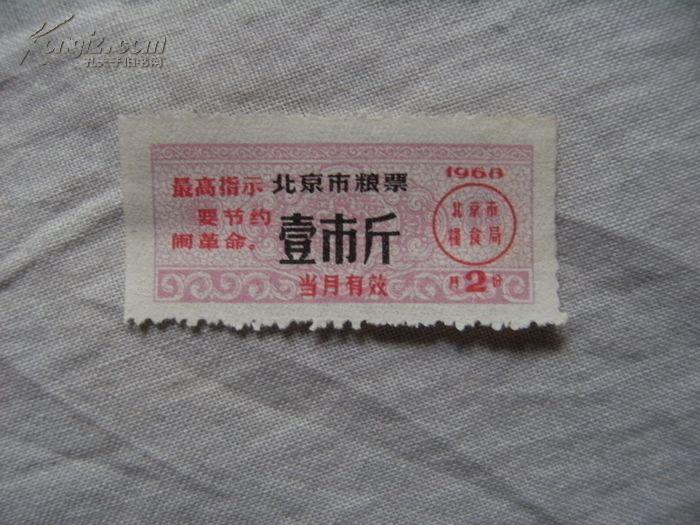 Kongfz.com
孔夫子旧书网
最高指示
要节约
闹革命。
北京市粮票
壹市斤
当月有效
1968
北京市
粮食局
2月份